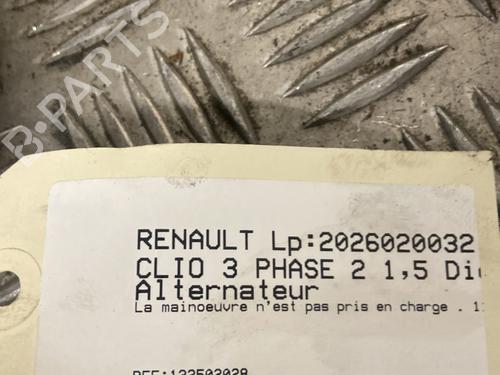 B-PARTS
RENAULT Lp:2026020032
CLIO 3 PHASE 2 1,5 Di
Alternateur
La mainoeuvre n'est pas pris en charge . 1